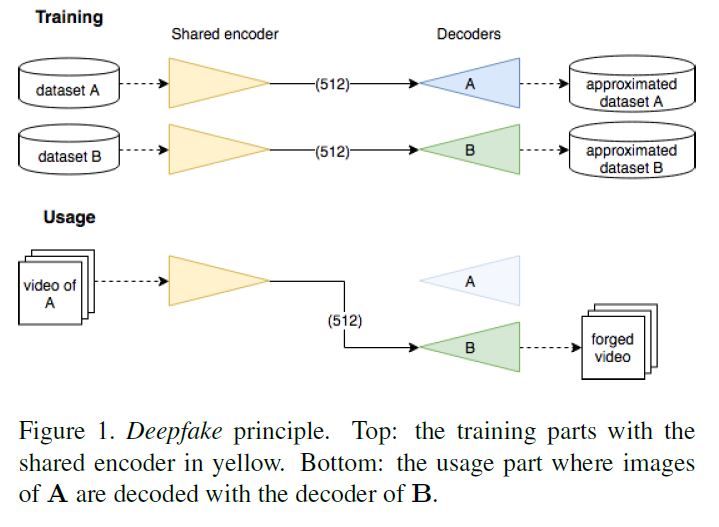 Training
Shared encoder
Decoders
dataset A
(512)
A
approximated
dataset A
dataset B
(512)
B
approximated
dataset B
Usage
video of
A
A
(512)
B
forged
video
Figure 1. Deepfake principle. Top: the training parts with the
shared encoder in yellow. Bottom: the usage part where images
of A are decoded with the decoder of B.